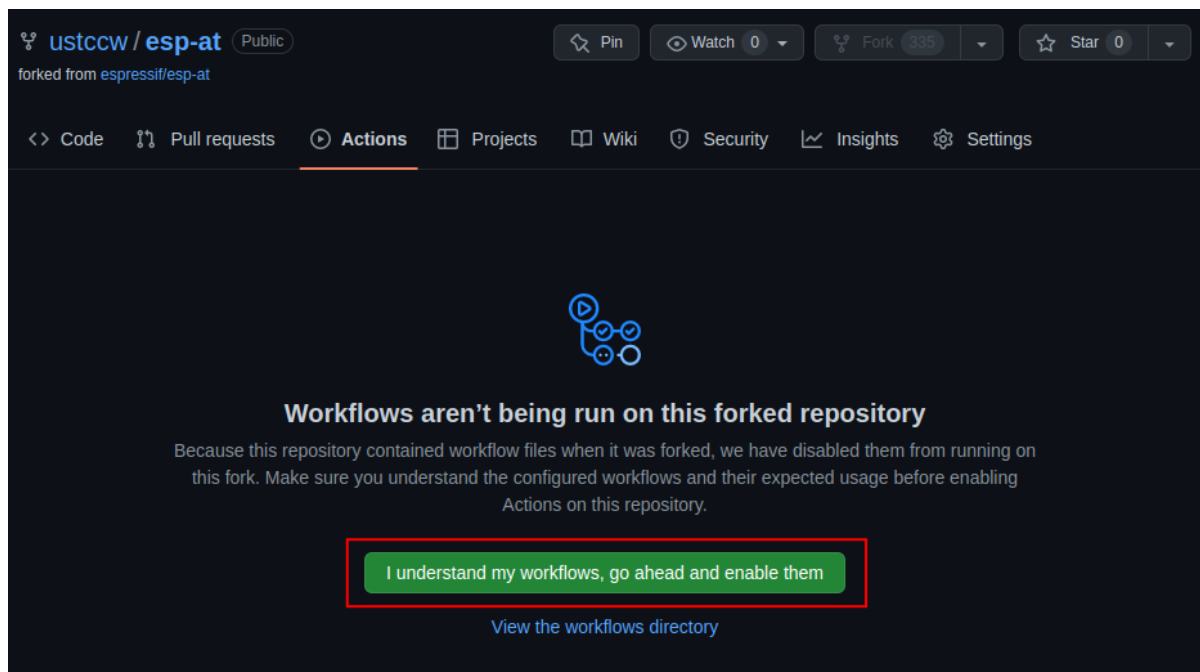 ustccw / esp-at Public Pin Watch 0 Fork 335 Star 0
forked from espressif/esp-at
Code Pull requests Actions Projects Wiki Security Insights Settings
Workflows aren’t being run on this forked repository
Because this repository contained workflow files when it was forked, we have disabled them from running on
this fork. Make sure you understand the configured workflows and their expected usage before enabling
Actions on this repository.
I understand my workflows, go ahead and enable them
View the workflows directory